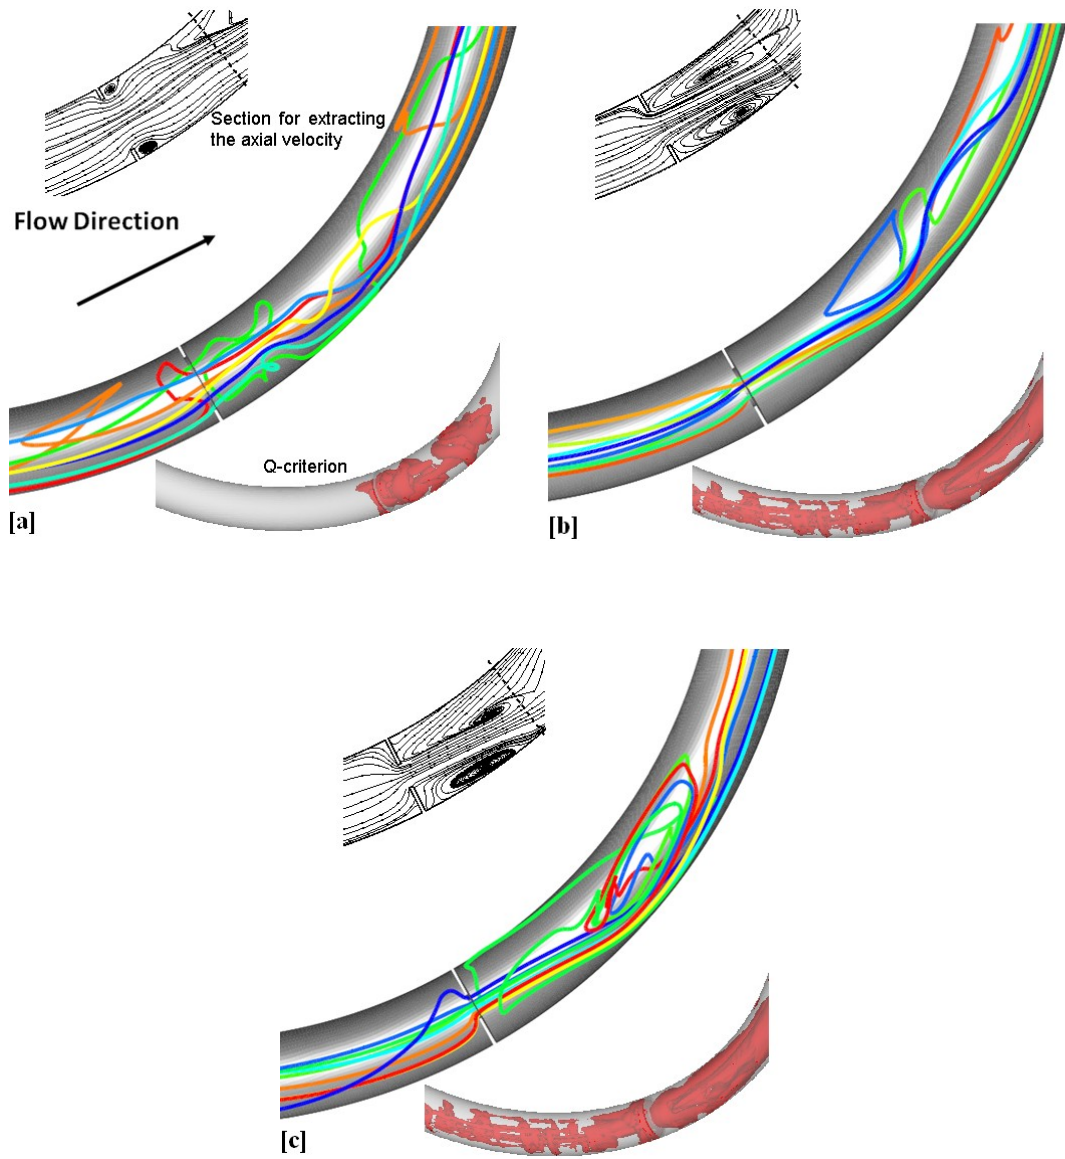 Section for extracting
the axial velocity
Flow Direction
Q-criterion
[a]
[b]
[c]